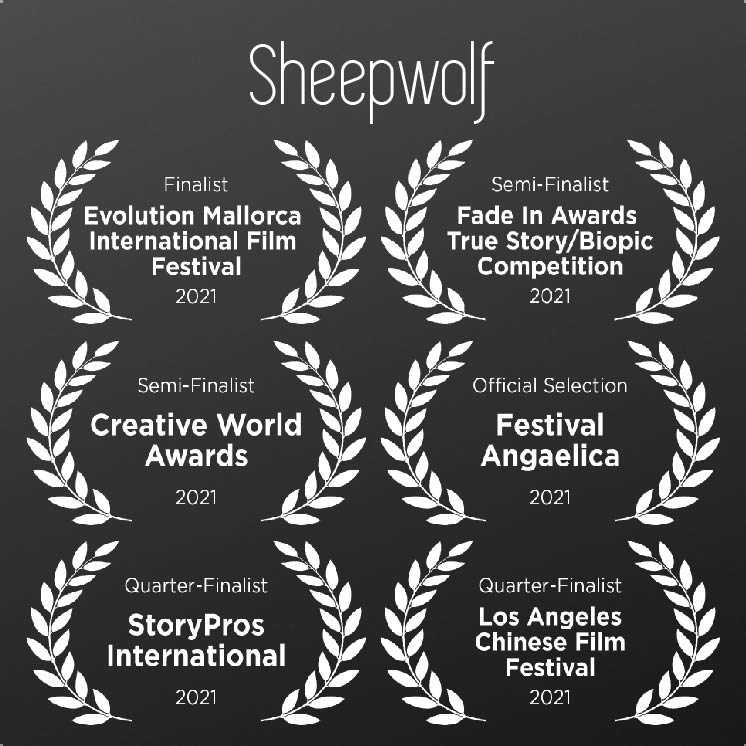 Sheepwolf
Finalist
Evolution Mallorca
International Film
Festival
2021
Semi-Finalist
Fade In Awards
True Story/Biopic
Competition
2021
Semi-Finalist
Creative World
Awards
2021
Official Selection
Festival
Angaelica
2021
Quarter-Finalist
StoryPros
International
2021
Quarter-Finalist
Los Angeles
Chinese Film
Festival
2021